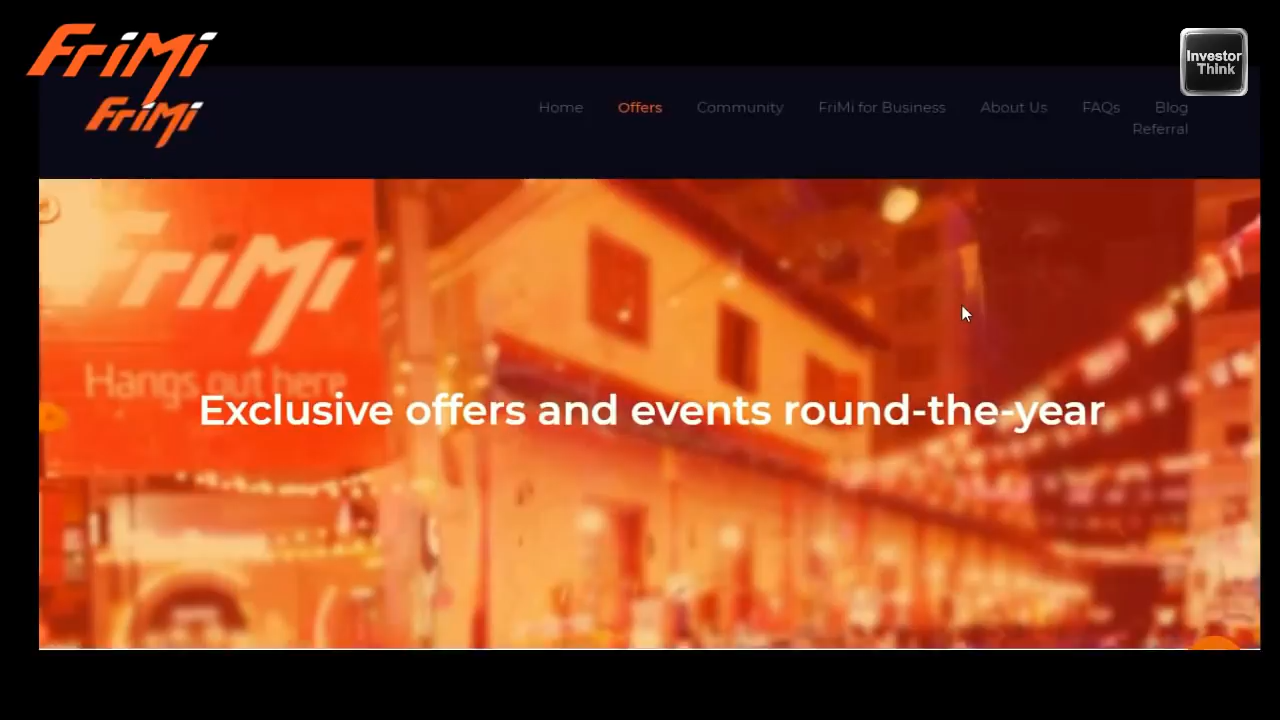 FriMi
FriMi
Investor
Think
Home Offers Community FriMi for Business About Us FAQs Blog
Referral
FriMi
Hangs out here
Exclusive offers and events round-the-year